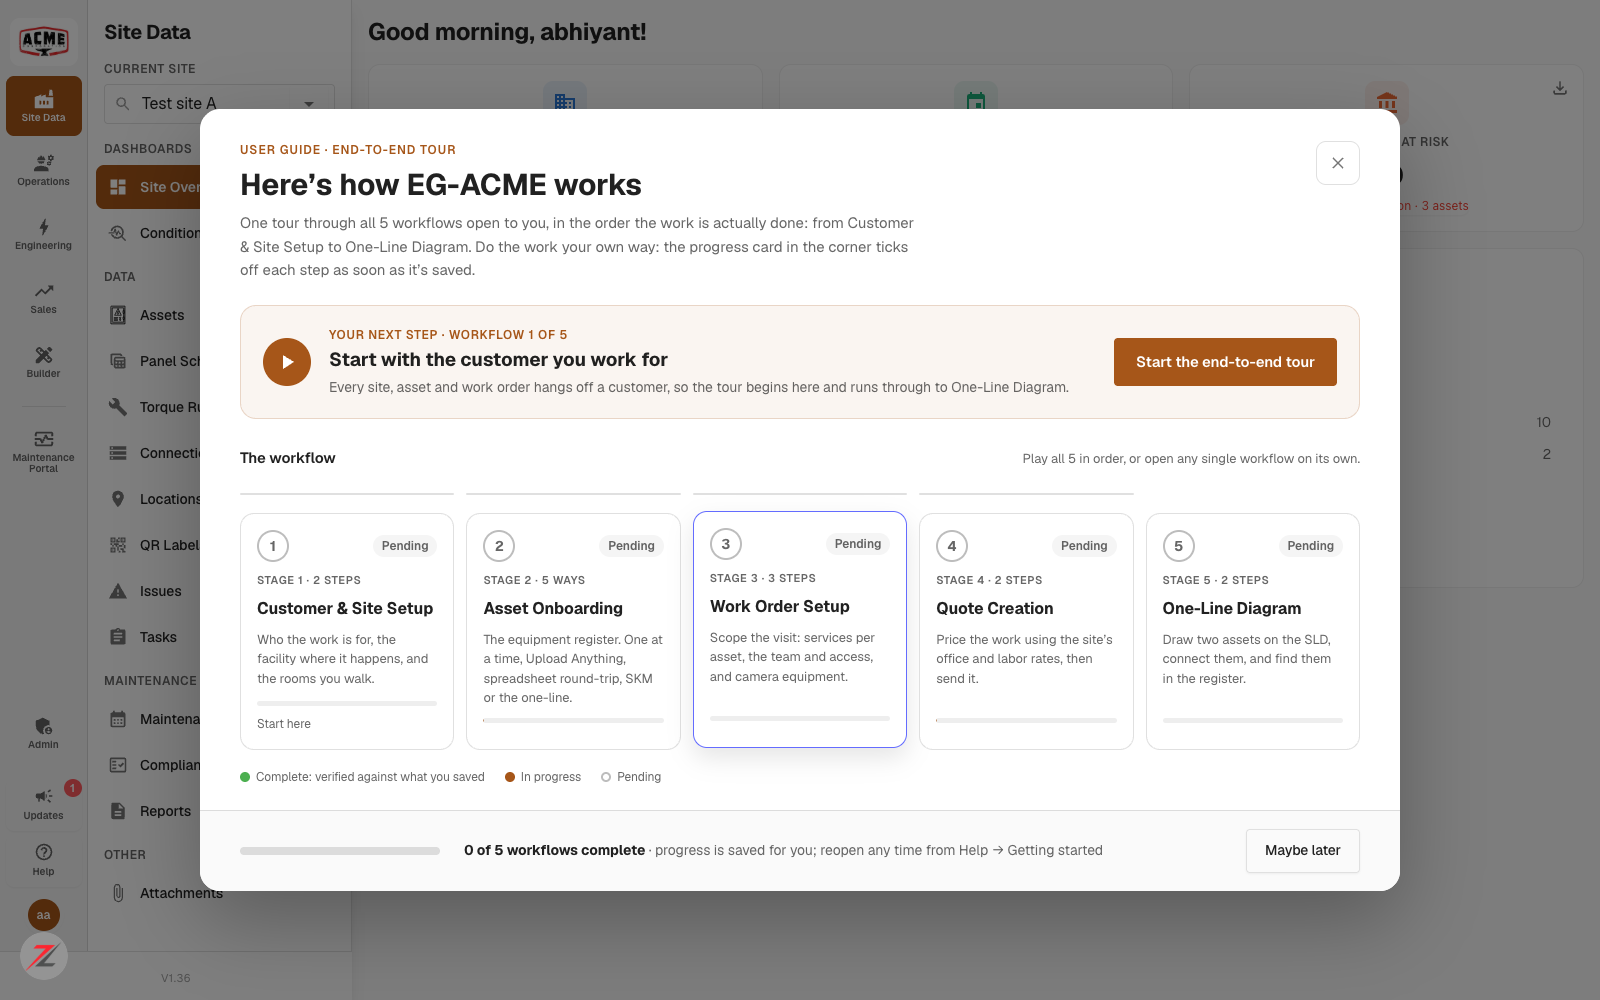 ACME
Site Data
Operations
Engineering
Sales
Builder
Maintenance
Portal
Admin
1
Updates
Help
aa
Site Data
CURRENT SITE
Test site A
DASHBOARDS
Site Over
Condition
DATA
Assets
Panel Sch
Torque Ru
Connecti
Locations
QR Label
Issues
Tasks
MAINTENANCE
Maintena
Complian
Reports
OTHER
Attachments
V1.36
Good morning, abhiyant!
AT RISK
on · 3 assets
10
2
USER GUIDE · END-TO-END TOUR
Here’s how EG-ACME works
One tour through all 5 workflows open to you, in the order the work is actually done: from Customer
& Site Setup to One-Line Diagram. Do the work your own way: the progress card in the corner ticks
off each step as soon as it’s saved.
YOUR NEXT STEP · WORKFLOW 1 OF 5
Start with the customer you work for
Every site, asset and work order hangs off a customer, so the tour begins here and runs through to One-Line Diagram.
Start the end-to-end tour
The workflow
Play all 5 in order, or open any single workflow on its own.
1
Pending
STAGE 1 · 2 STEPS
Customer & Site Setup
Who the work is for, the
facility where it happens, and
the rooms you walk.
Start here
2
Pending
STAGE 2 · 5 WAYS
Asset Onboarding
The equipment register. One at
a time, Upload Anything,
spreadsheet round-trip, SKM
or the one-line.
3
Pending
STAGE 3 · 3 STEPS
Work Order Setup
Scope the visit: services per
asset, the team and access,
and camera equipment.
4
Pending
STAGE 4 · 2 STEPS
Quote Creation
Price the work using the site’s
office and labor rates, then
send it.
5
Pending
STAGE 5 · 2 STEPS
One-Line Diagram
Draw two assets on the SLD,
connect them, and find them
in the register.
Complete: verified against what you saved
In progress
Pending
0 of 5 workflows complete · progress is saved for you; reopen any time from Help → Getting started
Maybe later